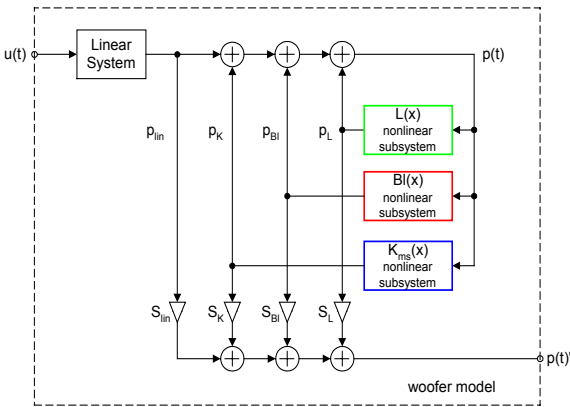 u(t)
Linear
System
+ + +
p(t)
L(x)
nonlinear
subsystem
p_lin p_K p_Bl p_L
Bl(x)
nonlinear
subsystem
K_ms(x)
nonlinear
subsystem
S_lin S_K S_Bl S_L
+ + +
p(t)'
woofer model